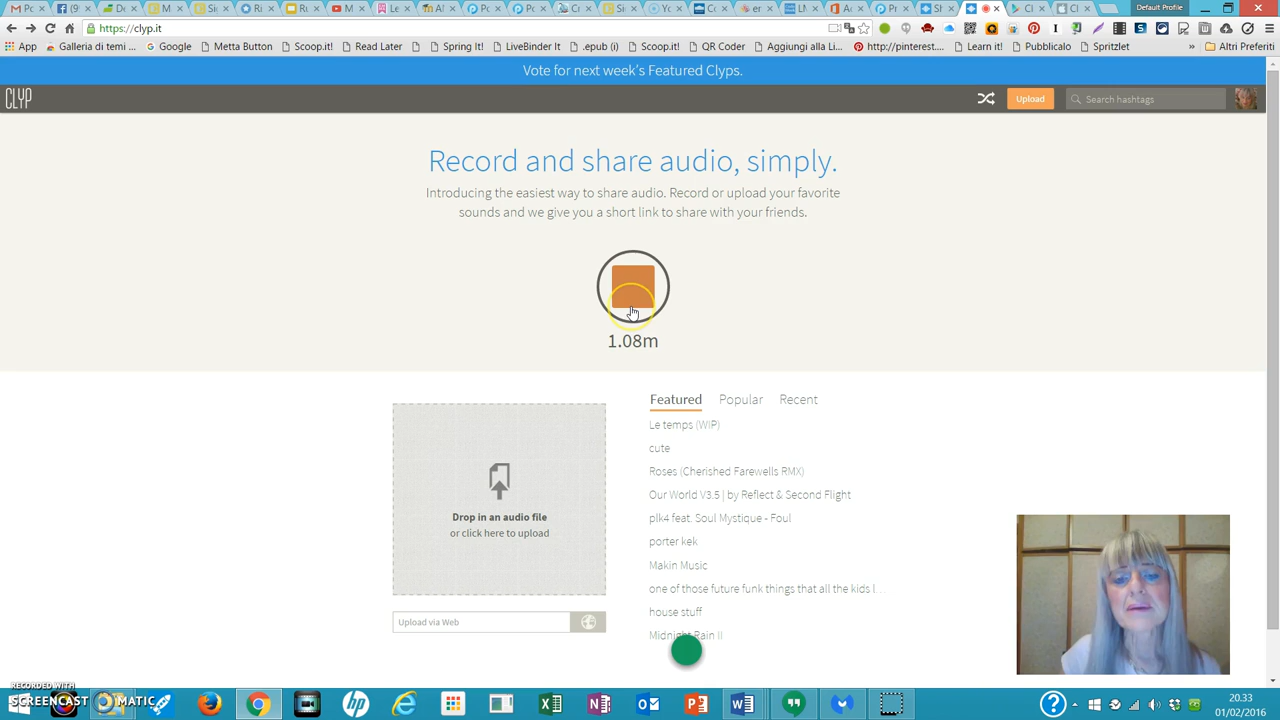 Default Profile
https://clyp.it
App Galleria di temi ... Google Metta Button Scoop.it! Read Later Spring It! LiveBinder It .epub (i) Scoop.it! QR Coder Aggiungi alla Li... http://pinterest... Learn it! Pubblicalo Spritzlet » Altri Preferiti
Vote for next week's Featured Clyps.
CLYP Upload Search hashtags
Record and share audio, simply.
Introducing the easiest way to share audio. Record or upload your favorite
sounds and we give you a short link to share with your friends.
1.08m
Featured Popular Recent
Le temps (WIP)
cute
Roses (Cherished Farewells RMX)
Our World V3.5 | by Reflect & Second Flight
plk4 feat. Soul Mystique - Foul
porter kek
Makin Music
one of those future funk things that all the kids l...
house stuff
Midnight Rain II
Drop in an audio file
or click here to upload
Upload via Web
RECORDED WITH
SCREENCAST MATIC
20.33
01/02/2016